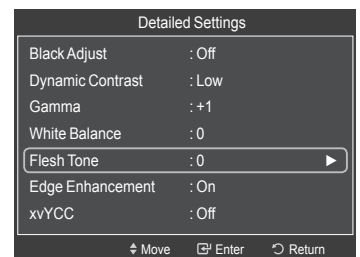 Detailed Settings
Black Adjust : Off
Dynamic Contrast : Low
Gamma : +1
White Balance : 0
Flesh Tone : 0
Edge Enhancement : On
xvYCC : Off
Move Enter Return